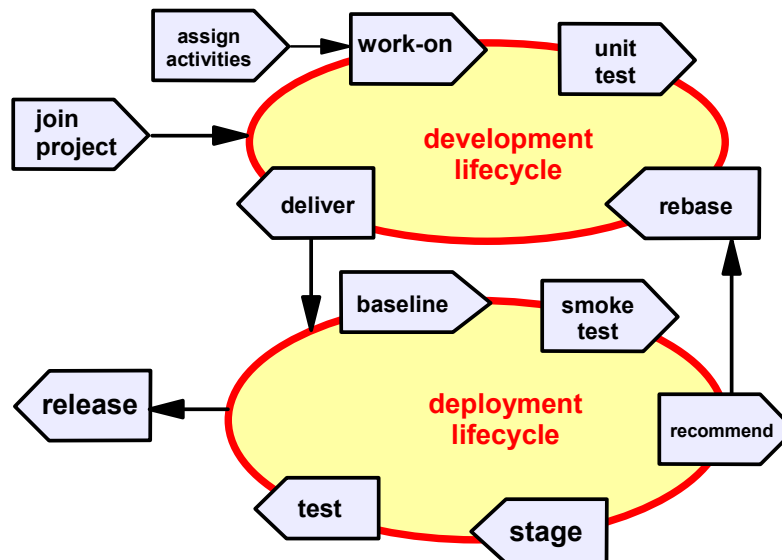 assign
activities
work-on
unit
test
join
project
development
lifecycle
deliver
rebase
baseline
smoke
test
release
deployment
lifecycle
recommend
test
stage